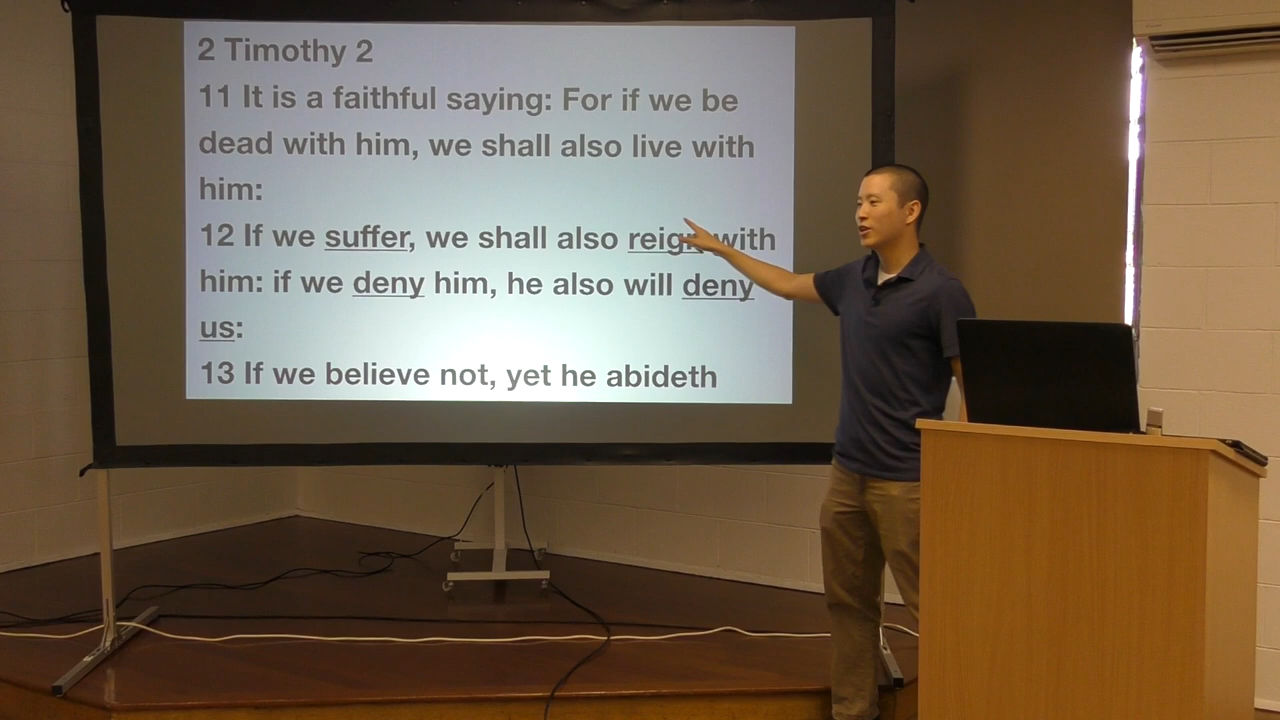 2 Timothy 2
11 It is a faithful saying: For if we be
dead with him, we shall also live with
him:
12 If we suffer, we shall also reign with
him: if we deny him, he also will deny
us:
13 If we believe not, yet he abideth